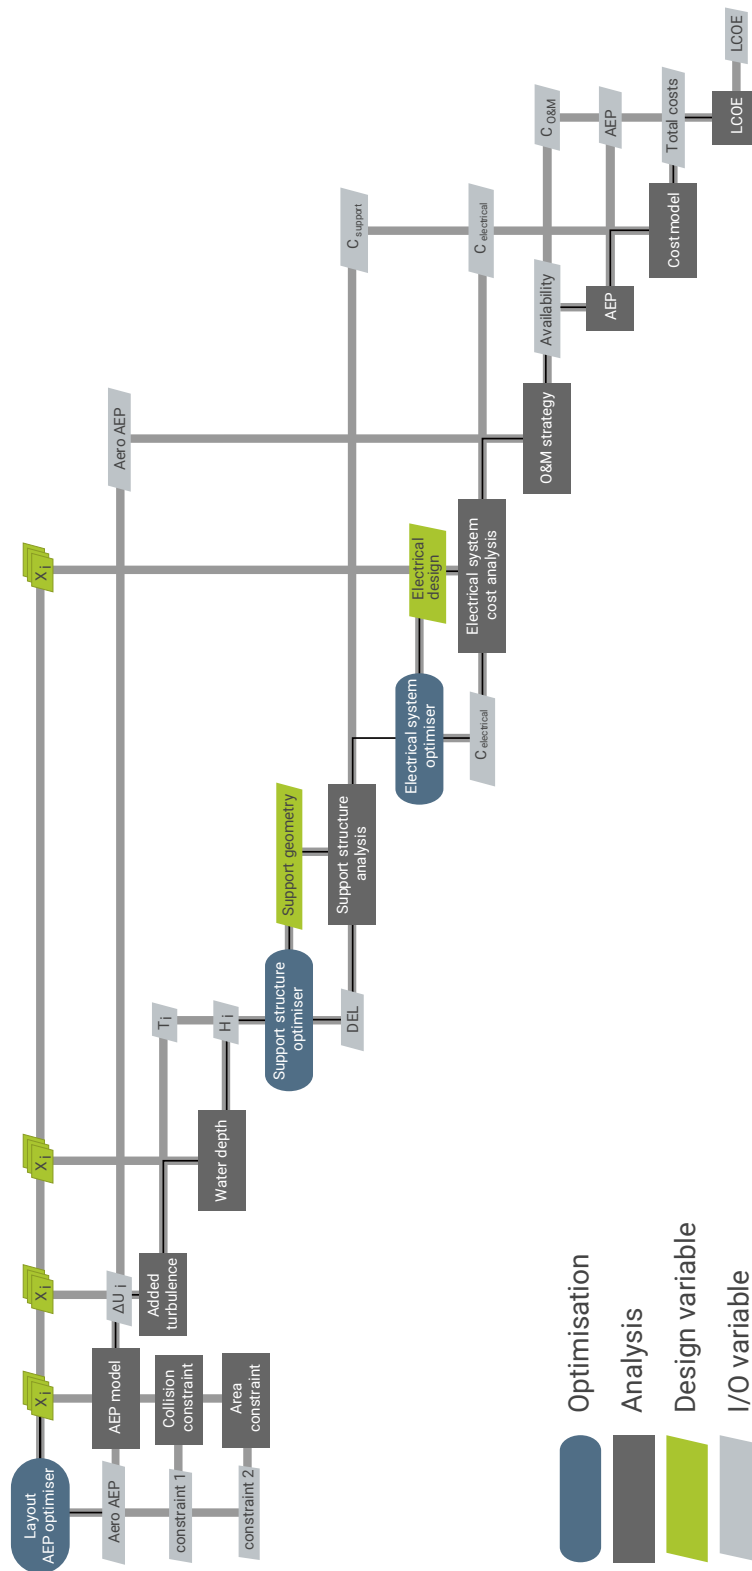 Layout
AEP optimiser
X i
X i
X i
X i
Aero AEP
AEP model
ΔU i
Aero AEP
constraint 1
Collision
constraint
Added
turbulence
T i
constraint 2
Area
constraint
Water depth
H i
Support structure
optimiser
Support geometry
DEL
Support structure
analysis
C support
Electrical system
optimiser
Electrical
design
C electrical
Electrical system
cost analysis
C electrical
O&M strategy
Availability
C O&M
AEP
AEP
Cost model
Total costs
LCOE
LCOE
Optimisation
Analysis
Design variable
I/O variable